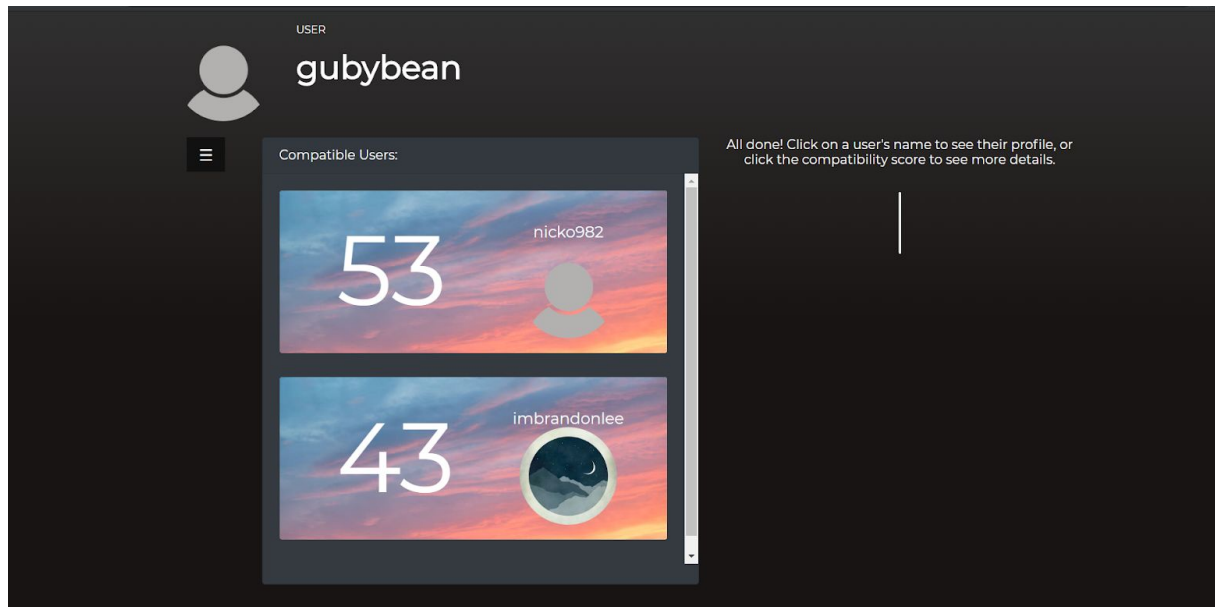 USER
gubybean
Compatible Users:
53
nicko982
43
imbrandonlee
All done! Click on a user's name to see their profile, or
click the compatibility score to see more details.